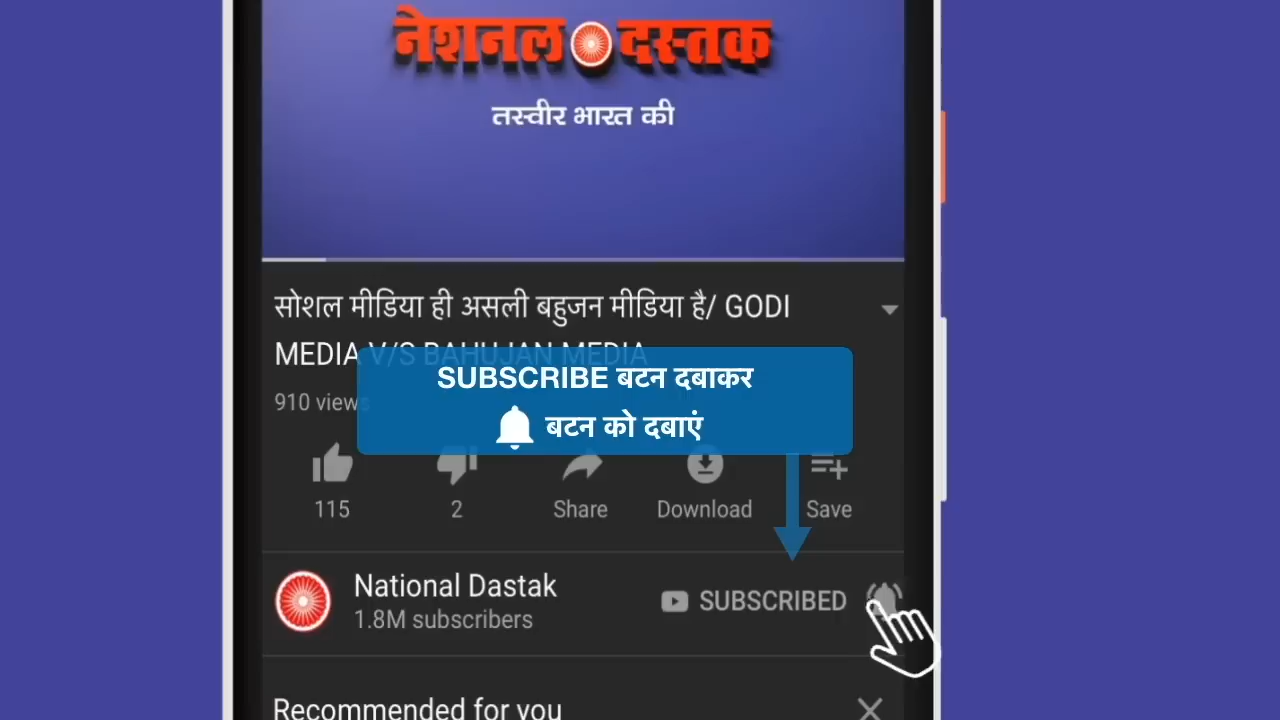 नेशनल दस्तक
तस्वीर भारत की
सोशल मीडिया ही असली बहुजन मीडिया है/ GODI
MEDIA V/S BAHUJAN MEDIA
910 views
SUBSCRIBE बटन दबाकर
बटन को दबाएं
115
2
Share
Download
Save
National Dastak
1.8M subscribers
SUBSCRIBED
Recommended for you